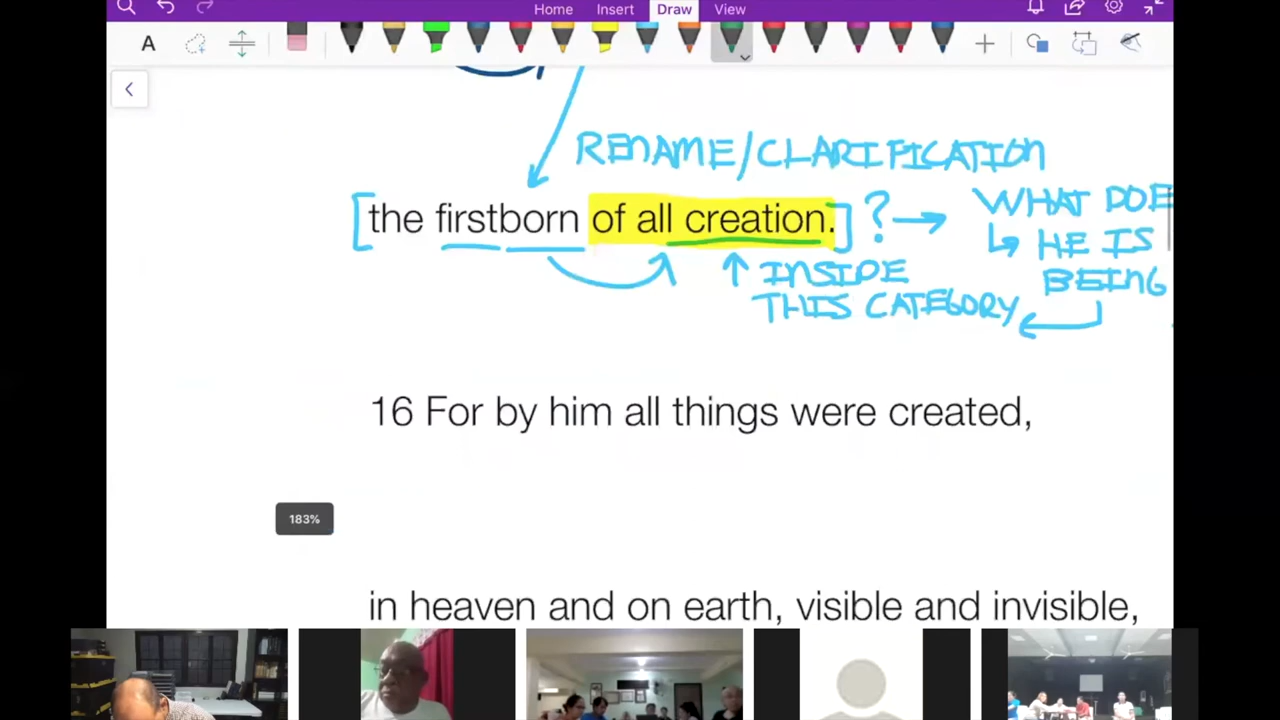 Home Insert Draw View
A
RENAME/CLARIFICATION
[the firstborn of all creation.] ? → WHAT DOE
↳ HE IS
BEING
↑ INSIDE
THIS CATEGORY
16 For by him all things were created,
183%
in heaven and on earth, visible and invisible,